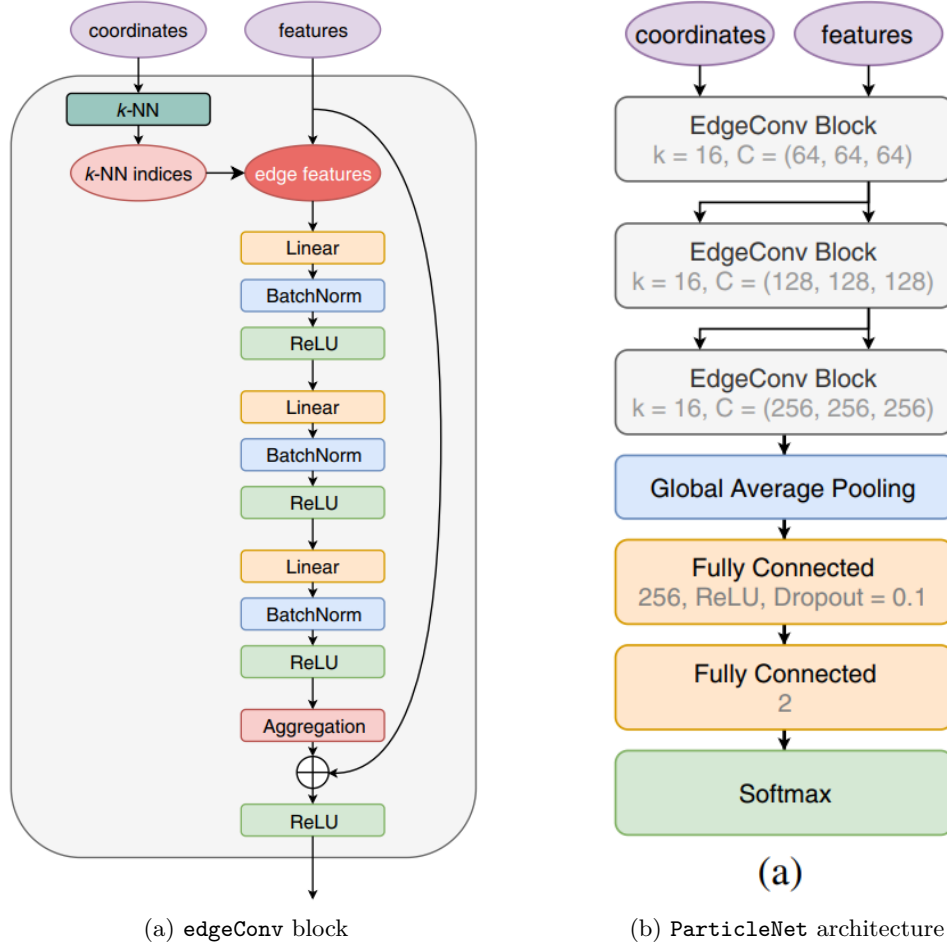 coordinates
features
k-NN
k-NN indices
edge features
Linear
BatchNorm
ReLU
Linear
BatchNorm
ReLU
Linear
BatchNorm
ReLU
Aggregation
ReLU
(a) edgeConv block
coordinates
features
EdgeConv Block
k = 16, C = (64, 64, 64)
EdgeConv Block
k = 16, C = (128, 128, 128)
EdgeConv Block
k = 16, C = (256, 256, 256)
Global Average Pooling
Fully Connected
256, ReLU, Dropout = 0.1
Fully Connected
2
Softmax
(a)
(b) ParticleNet architecture